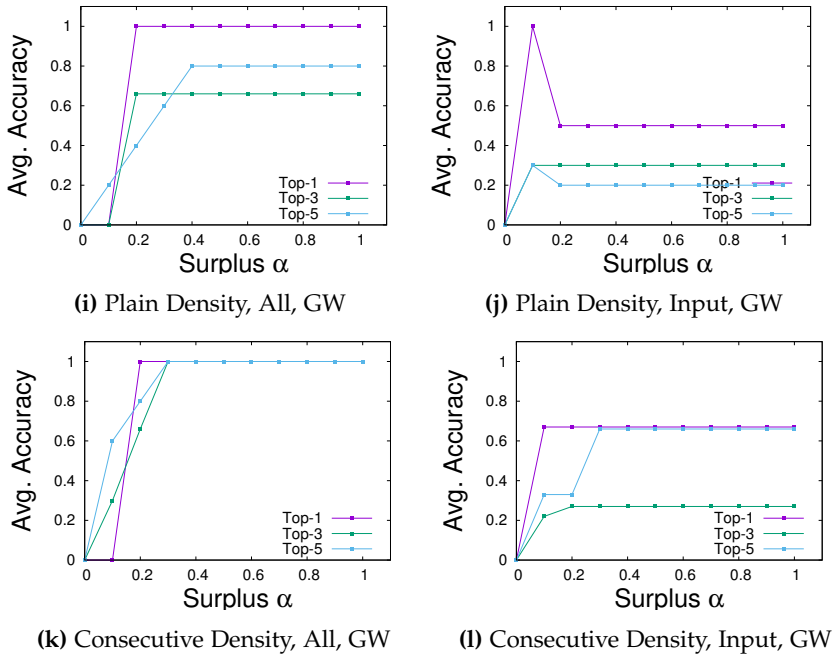 Avg. Accuracy
1
0.8
0.6
0.4
0.2
0
0 0.2 0.4 0.6 0.8 1
Surplus α
Top-1
Top-3
Top-5
(i) Plain Density, All, GW
Avg. Accuracy
1
0.8
0.6
0.4
0.2
0
0 0.2 0.4 0.6 0.8 1
Surplus α
Top-1
Top-3
Top-5
(j) Plain Density, Input, GW
Avg. Accuracy
1
0.8
0.6
0.4
0.2
0
0 0.2 0.4 0.6 0.8 1
Surplus α
Top-1
Top-3
Top-5
(k) Consecutive Density, All, GW
Avg. Accuracy
1
0.8
0.6
0.4
0.2
0
0 0.2 0.4 0.6 0.8 1
Surplus α
Top-1
Top-3
Top-5
(l) Consecutive Density, Input, GW